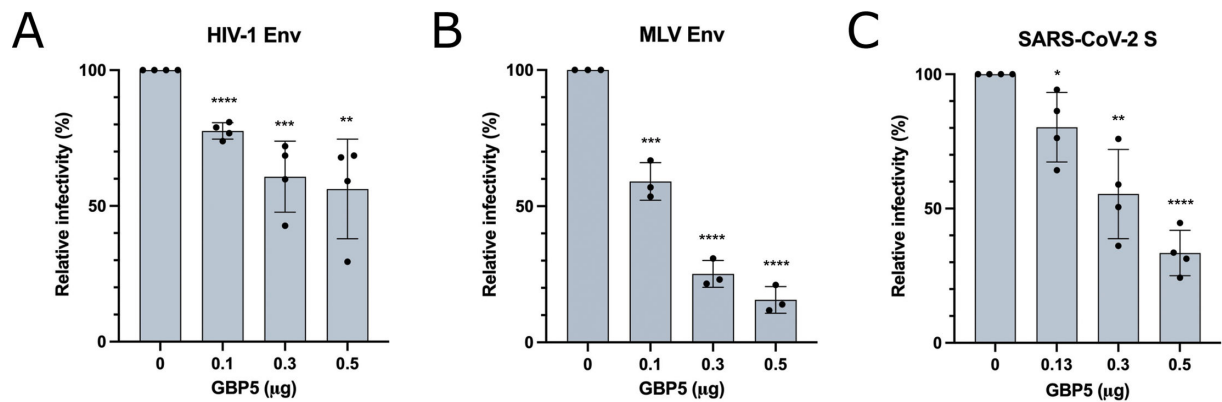 A
HIV-1 Env
Relative infectivity (%)
100
50
0
****
***
**
0 0.1 0.3 0.5
GBP5 (µg)
B
MLV Env
Relative infectivity (%)
100
50
0
***
****
****
0 0.1 0.3 0.5
GBP5 (µg)
C
SARS-CoV-2 S
Relative infectivity (%)
100
50
0
*
**
****
0 0.13 0.3 0.5
GBP5 (µg)